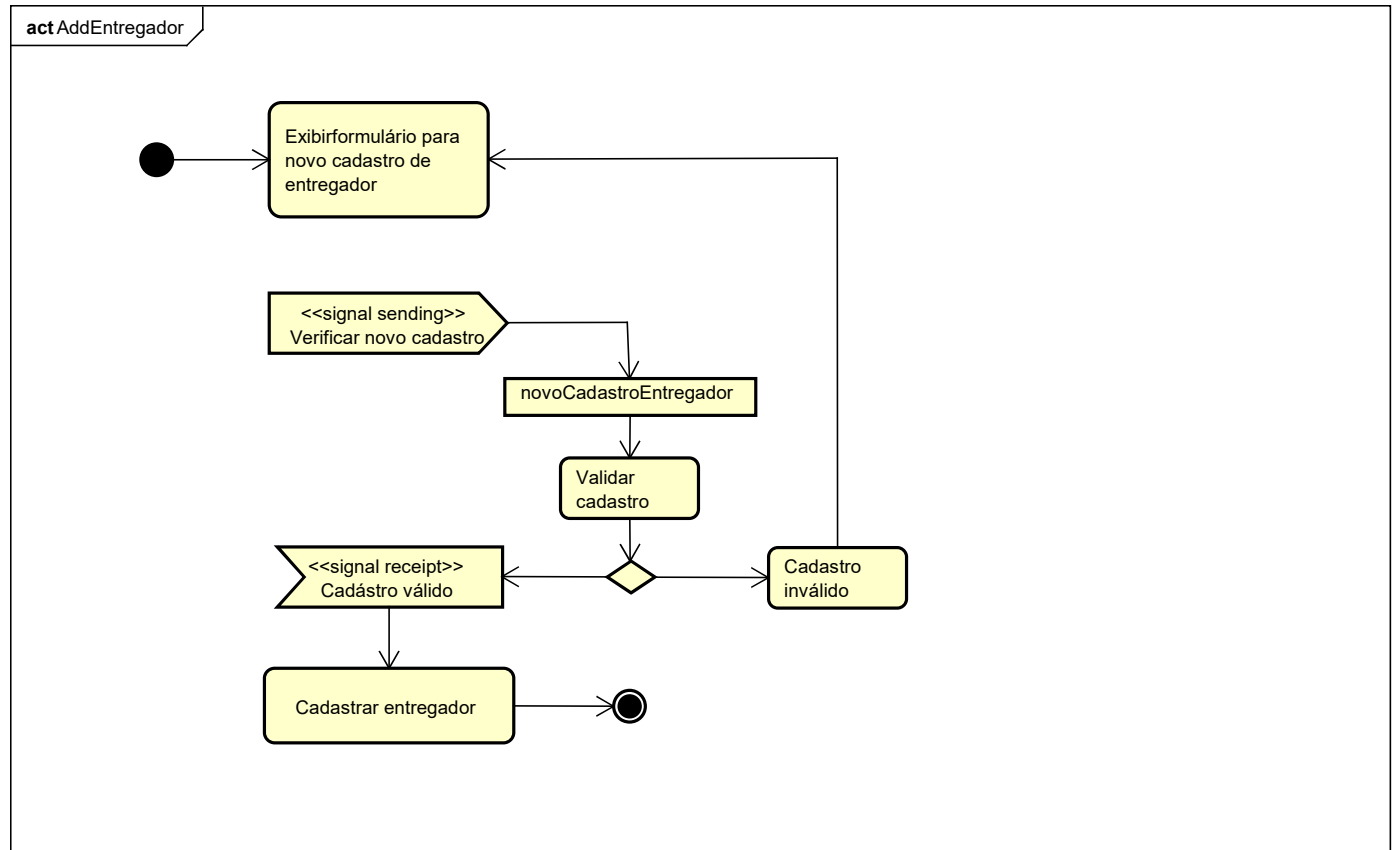 act AddEntregador
Exibirformulário para
novo cadastro de
entregador
<<signal sending>>
Verificar novo cadastro
novoCadastroEntregador
Validar
cadastro
<<signal receipt>>
Cadástro válido
Cadastro
inválido
Cadastrar entregador